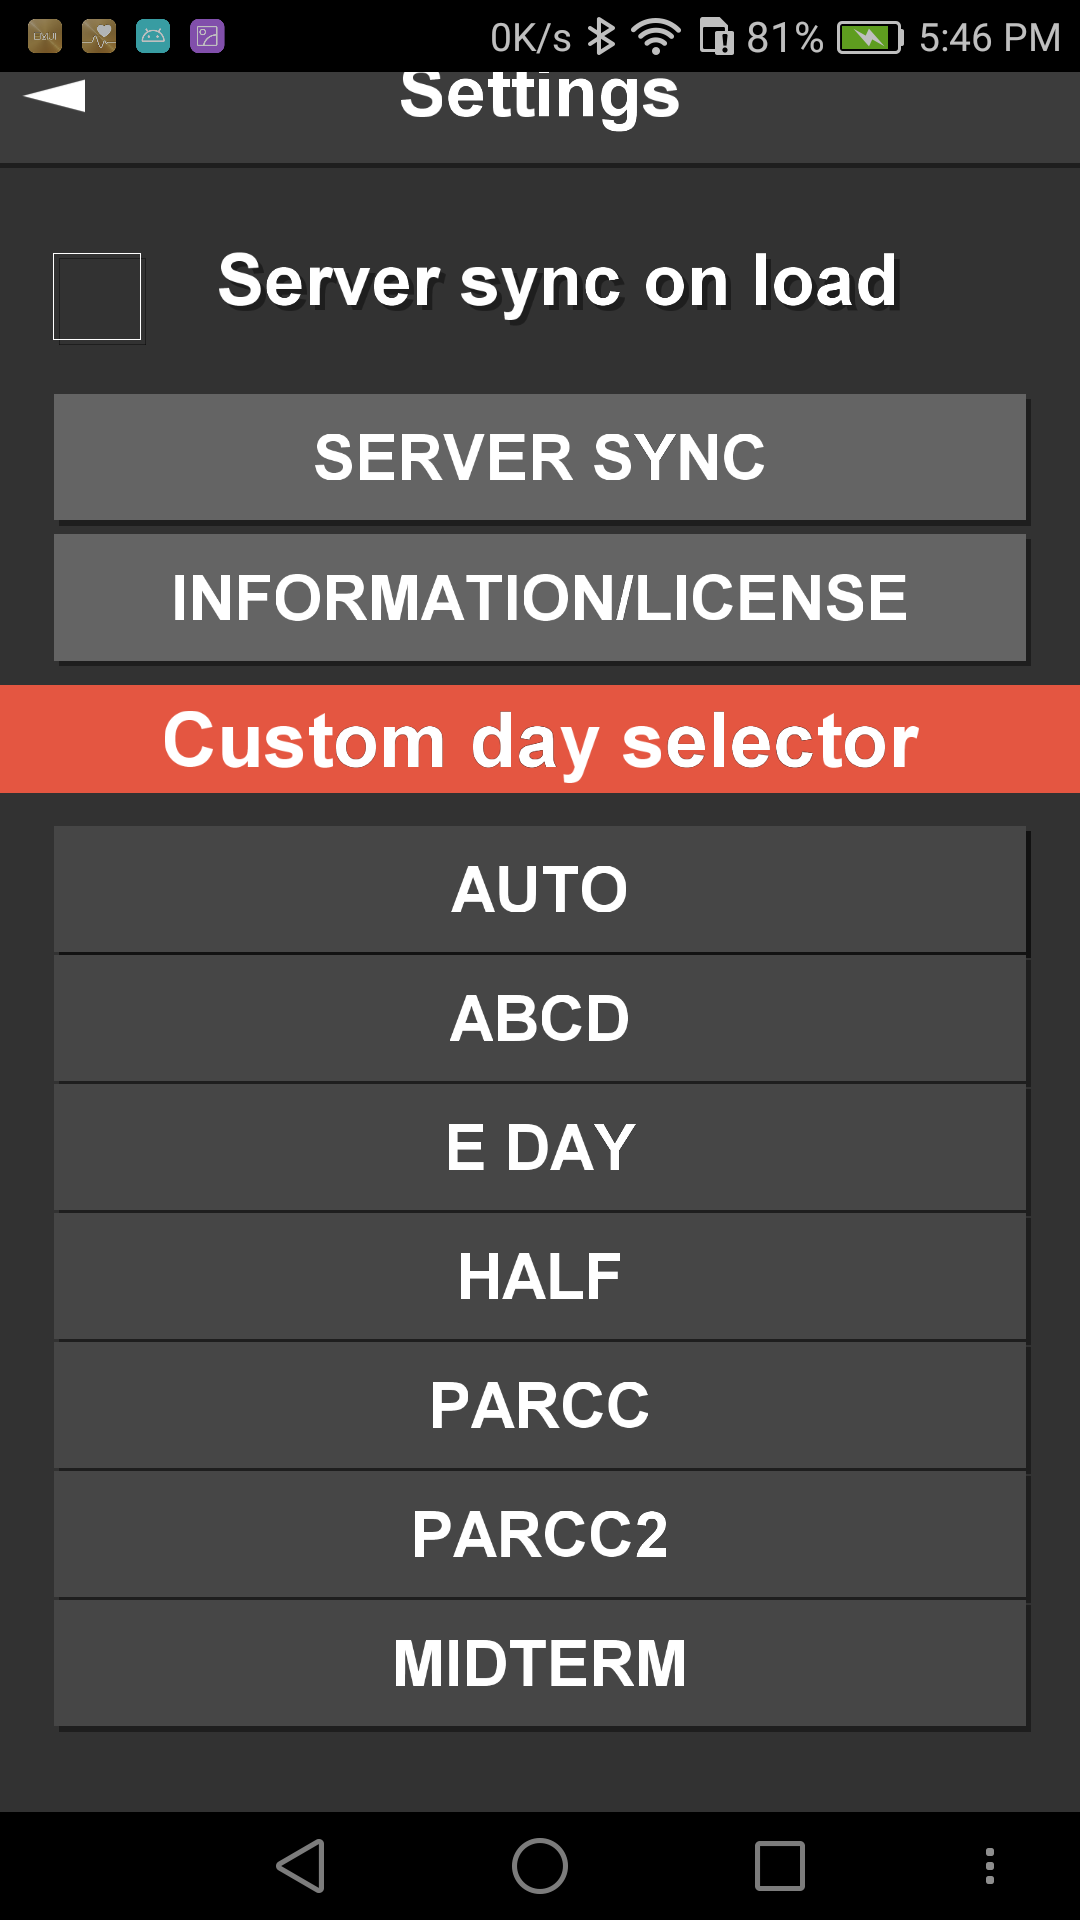 0K/s 81% 5:46 PM
Settings
Server sync on load
SERVER SYNC
INFORMATION/LICENSE
Custom day selector
AUTO
ABCD
E DAY
HALF
PARCC
PARCC2
MIDTERM